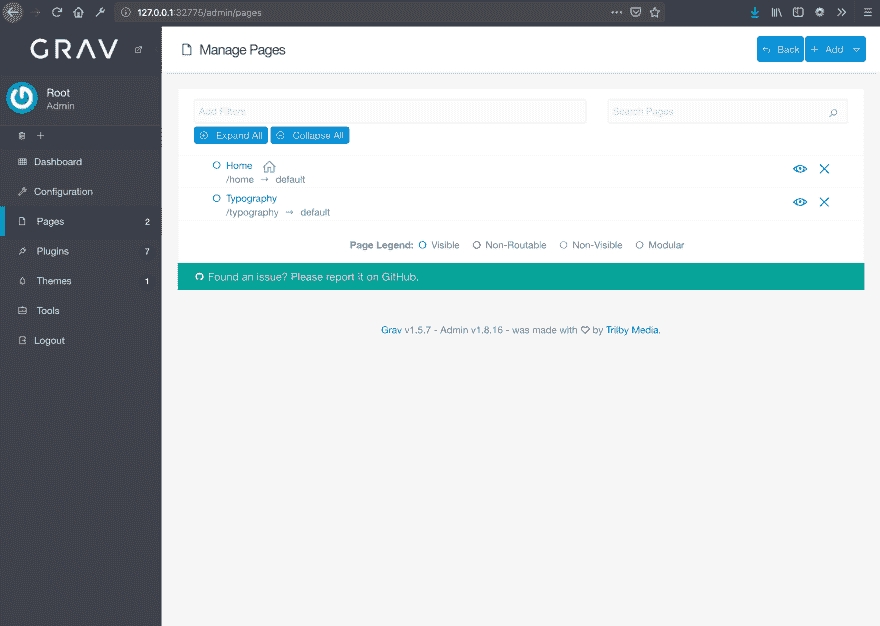 127.0.0.1:32775/admin/pages
GRAV
Manage Pages
Back
Add
Root
Admin
Add Filters
Search Pages
Expand All
Collapse All
Dashboard
Configuration
Pages 2
Plugins 7
Themes 1
Tools
Logout
Home
/home → default
Typography
/typography → default
Page Legend: Visible Non-Routable Non-Visible Modular
Found an issue? Please report it on GitHub.
Grav v1.5.7 - Admin v1.8.16 - was made with ♡ by Trilby Media.